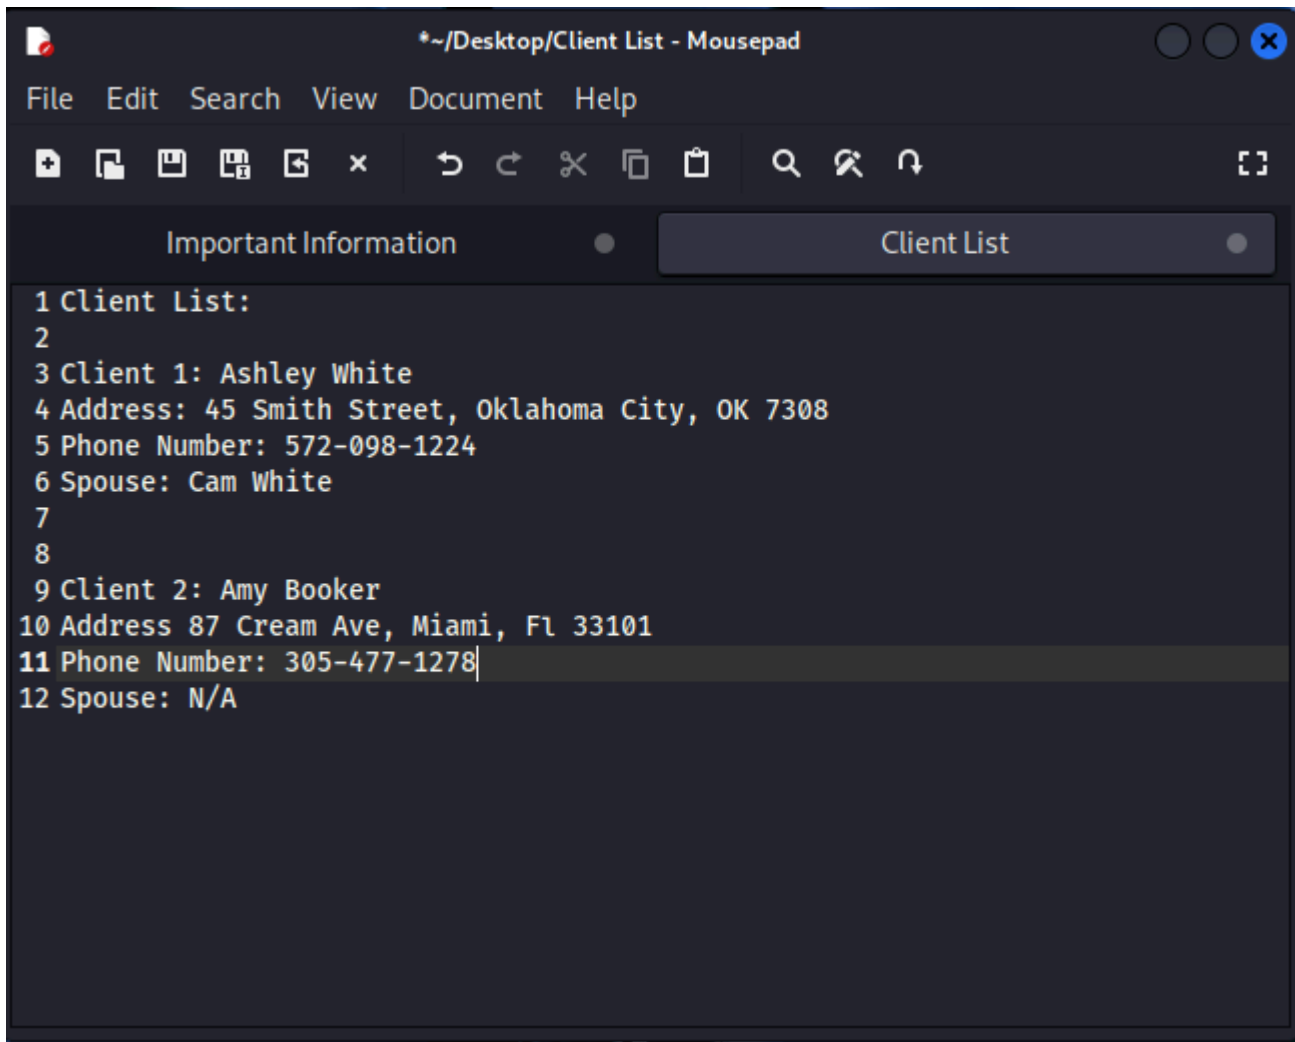 *~/Desktop/Client List - Mousepad
File Edit Search View Document Help
Important Information Client List
1 Client List:
2
3 Client 1: Ashley White
4 Address: 45 Smith Street, Oklahoma City, OK 7308
5 Phone Number: 572-098-1224
6 Spouse: Cam White
7
8
9 Client 2: Amy Booker
10 Address 87 Cream Ave, Miami, Fl 33101
11 Phone Number: 305-477-1278
12 Spouse: N/A